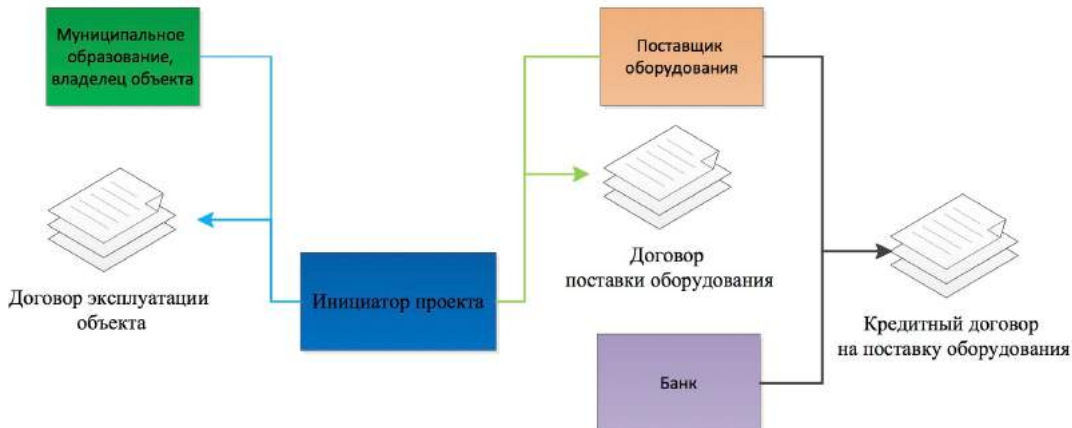 Муниципальное
образование,
владелец объекта
Поставщик
оборудования
Договор эксплуатации
объекта
Инициатор проекта
Договор
поставки оборудования
Банк
Кредитный договор
на поставку оборудования